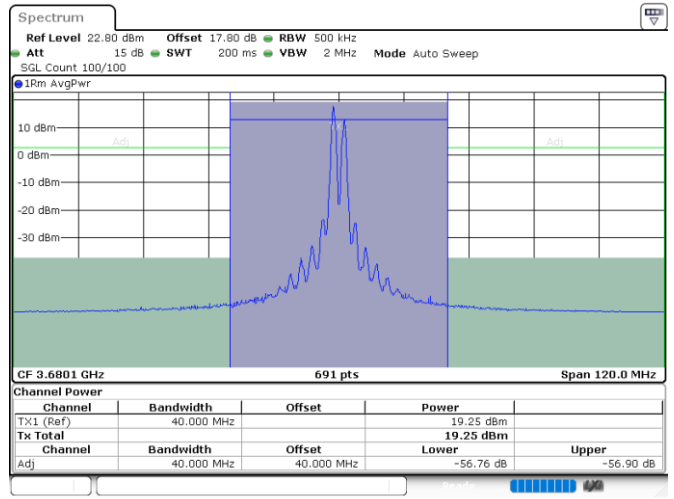 Spectrum
Ref Level 22.80 dBm Offset 17.80 dB RBW 500 kHz
Att 15 dB SWT 200 ms VBW 2 MHz Mode Auto Sweep
SGL Count 100/100
1Rm AvgPwr
10 dBm
Adj Adj
0 dBm
-10 dBm
-20 dBm
-30 dBm
CF 3.6801 GHz 691 pts Span 120.0 MHz
Channel Power
Channel Bandwidth Offset Power
TX1 (Ref) 40.000 MHz 19.25 dBm
Tx Total 19.25 dBm
Channel Bandwidth Offset Lower Upper
Adj 40.000 MHz 40.000 MHz -56.76 dB -56.90 dB